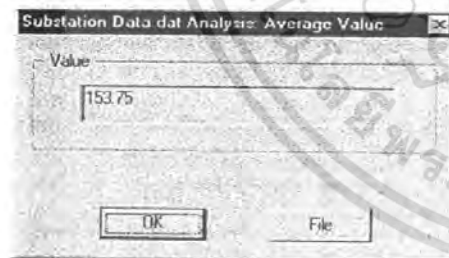 Substation Data dat Analysis: Average Value
Value
153.75
OK
File